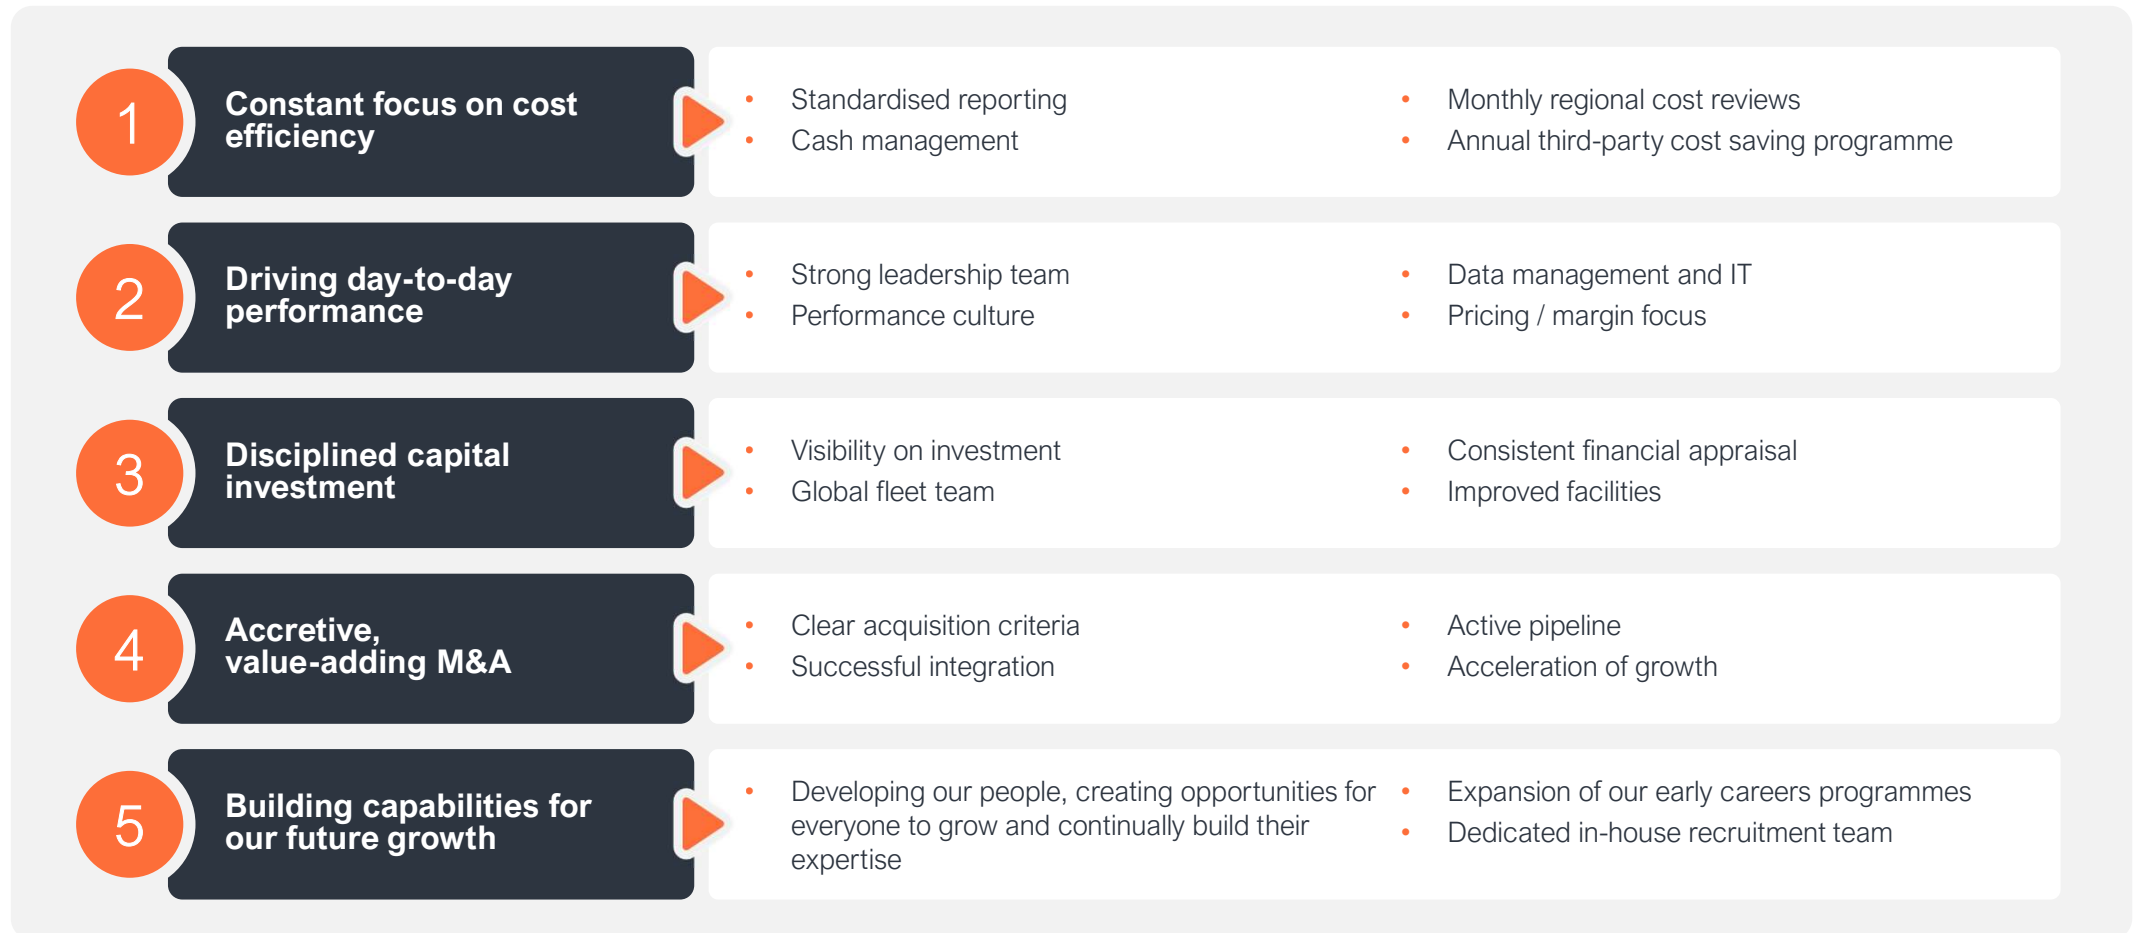 1
Constant focus on cost
efficiency
• Standardised reporting
• Cash management
• Monthly regional cost reviews
• Annual third-party cost saving programme
2
Driving day-to-day
performance
• Strong leadership team
• Performance culture
• Data management and IT
• Pricing / margin focus
3
Disciplined capital
investment
• Visibility on investment
• Global fleet team
• Consistent financial appraisal
• Improved facilities
4
Accretive,
value-adding M&A
• Clear acquisition criteria
• Successful integration
• Active pipeline
• Acceleration of growth
5
Building capabilities for
our future growth
• Developing our people, creating opportunities for
everyone to grow and continually build their
expertise
• Expansion of our early careers programmes
• Dedicated in-house recruitment team